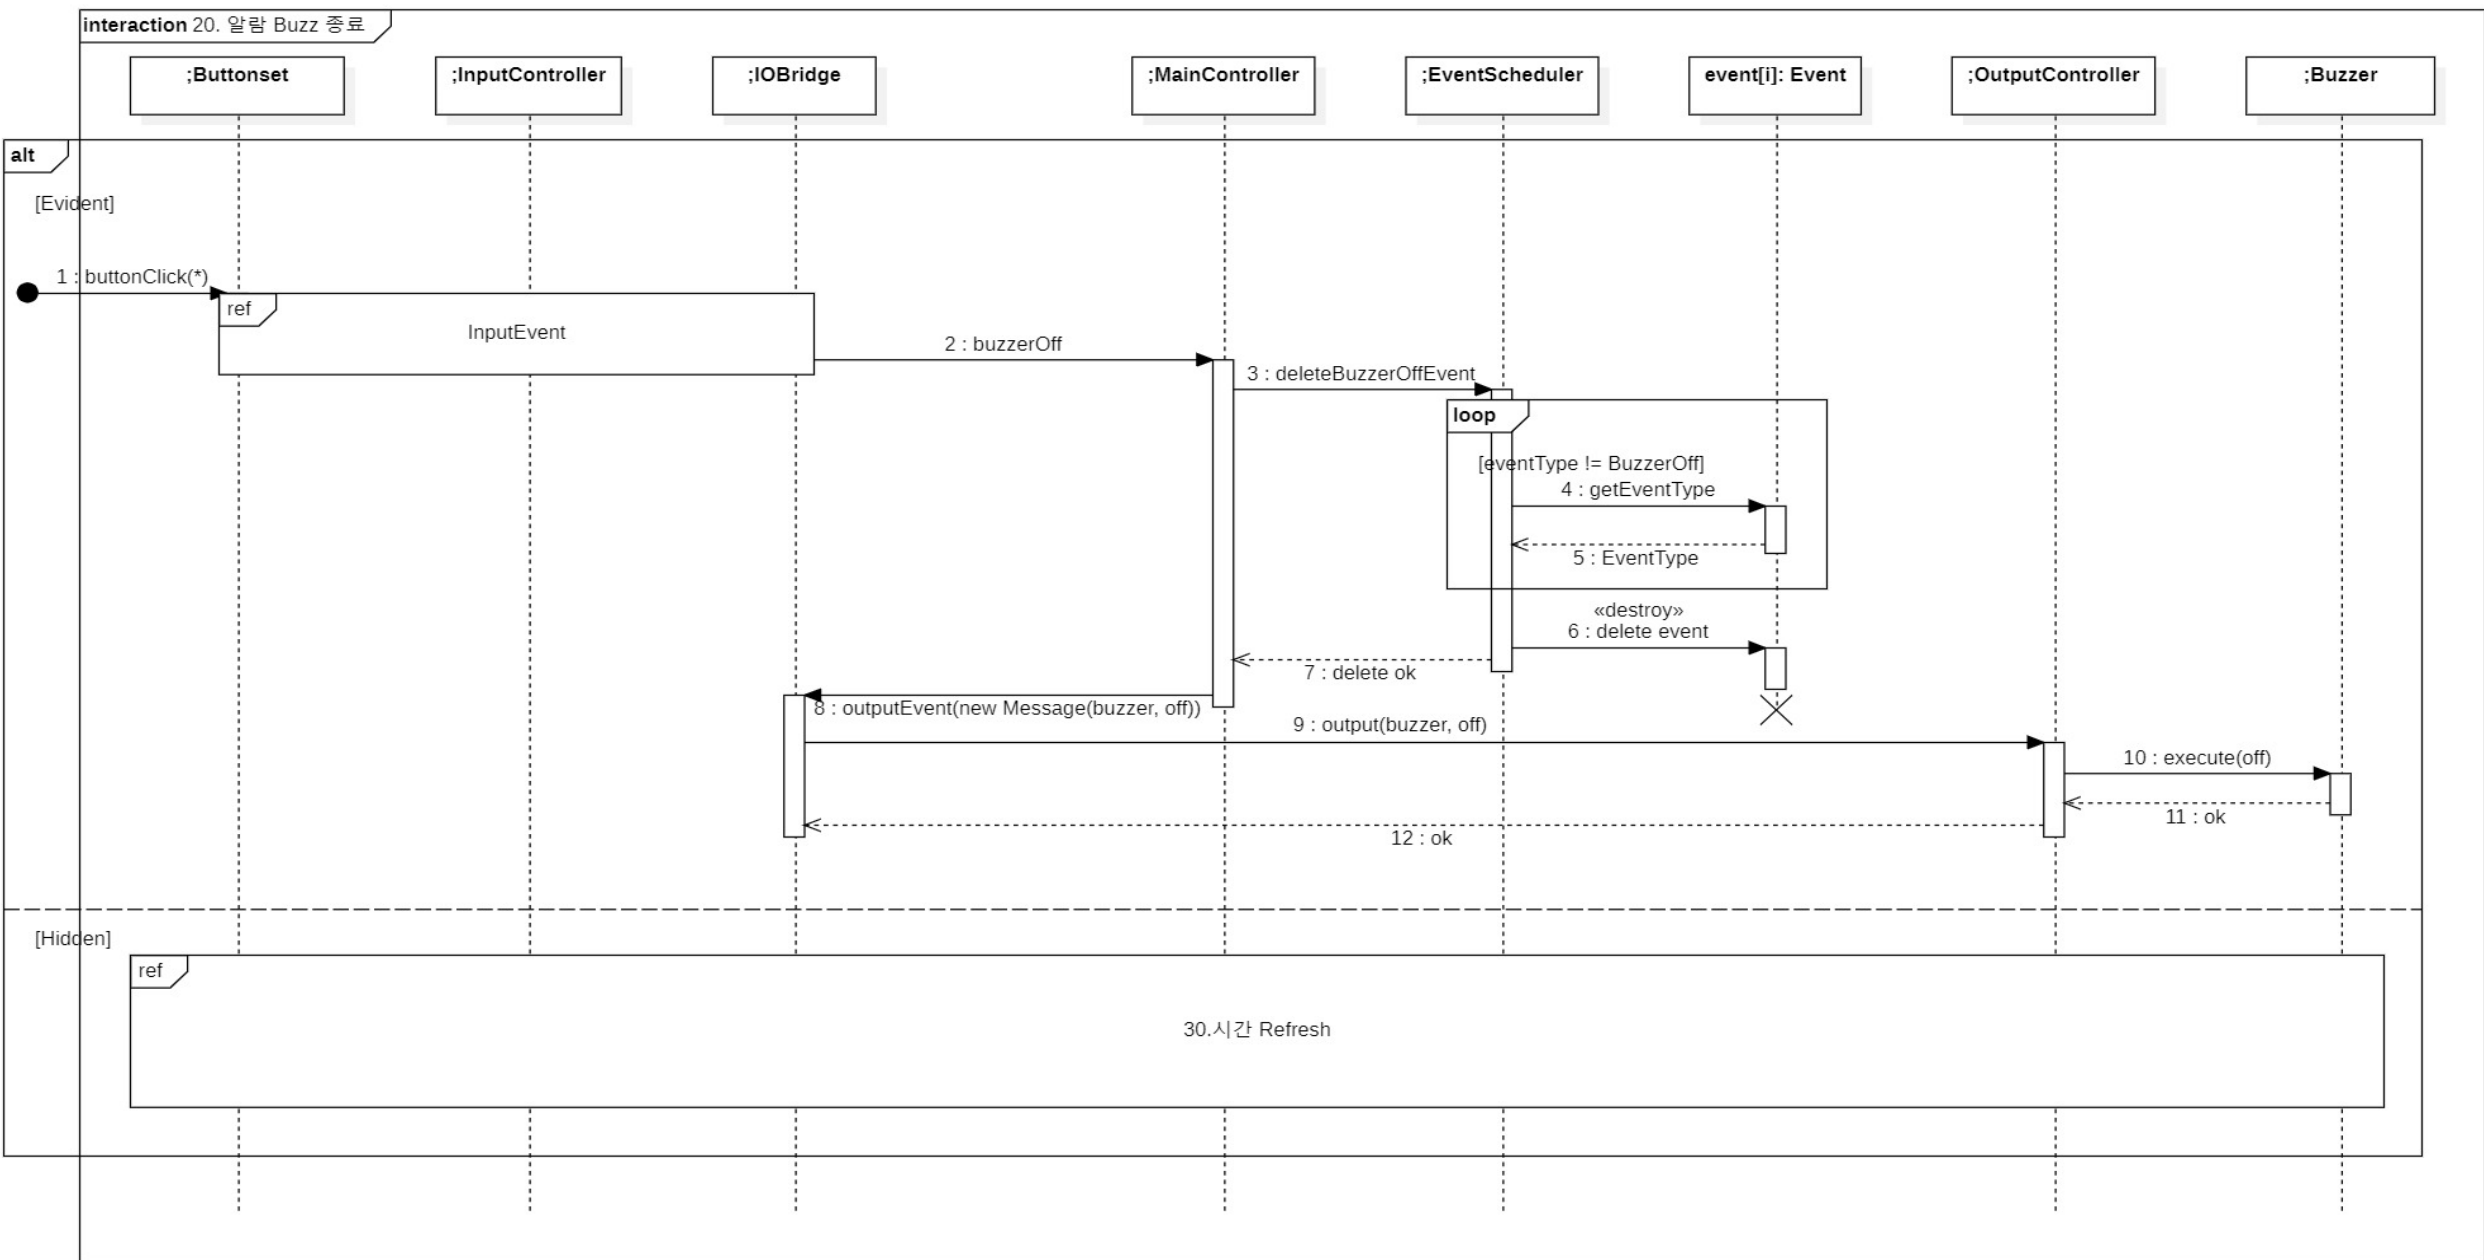 interaction 20. 알람 Buzz 종료
;Buttonset
;InputController
;IOBridge
;MainController
;EventScheduler
event[i]: Event
;OutputController
;Buzzer
alt
[Evident]
1 : buttonClick(*)
ref
InputEvent
2 : buzzerOff
3 : deleteBuzzerOffEvent
loop
[eventType != BuzzerOff]
4 : getEventType
5 : EventType
«destroy»
6 : delete event
7 : delete ok
8 : outputEvent(new Message(buzzer, off))
9 : output(buzzer, off)
10 : execute(off)
11 : ok
12 : ok
[Hidden]
ref
30.시간 Refresh